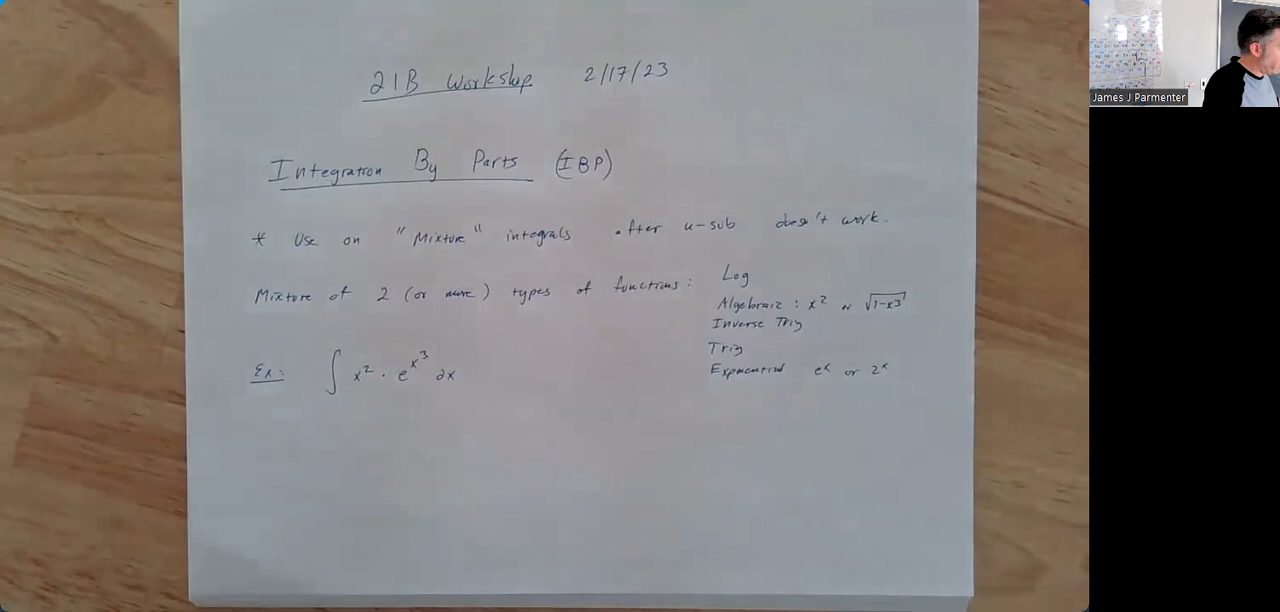 21B Workshop 2/17/23
Integration By Parts (IBP)
* Use on "Mixture" integrals after u-sub doesn't work.
Mixture of 2 (or more) types of functions:
Log
Algebraic : x² ~ √(1-x³)
Inverse Trig
Trig
Exponential e^x or 2^x
Ex: ∫ x² · e^x³ dx
James J Parmenter